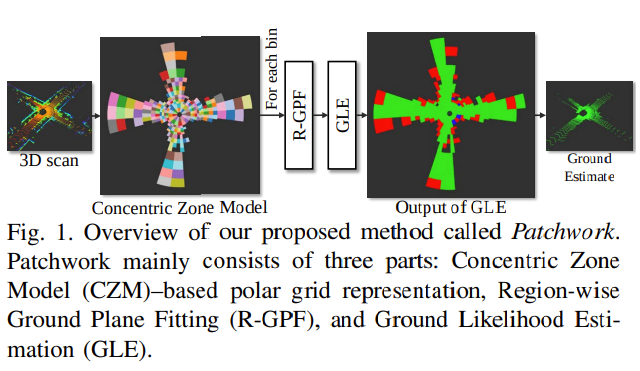 For each bin
R-GPF
GLE
3D scan
Concentric Zone Model
Output of GLE
Ground
Estimate
Fig. 1. Overview of our proposed method called Patchwork.
Patchwork mainly consists of three parts: Concentric Zone
Model (CZM)–based polar grid representation, Region-wise
Ground Plane Fitting (R-GPF), and Ground Likelihood Esti-
mation (GLE).